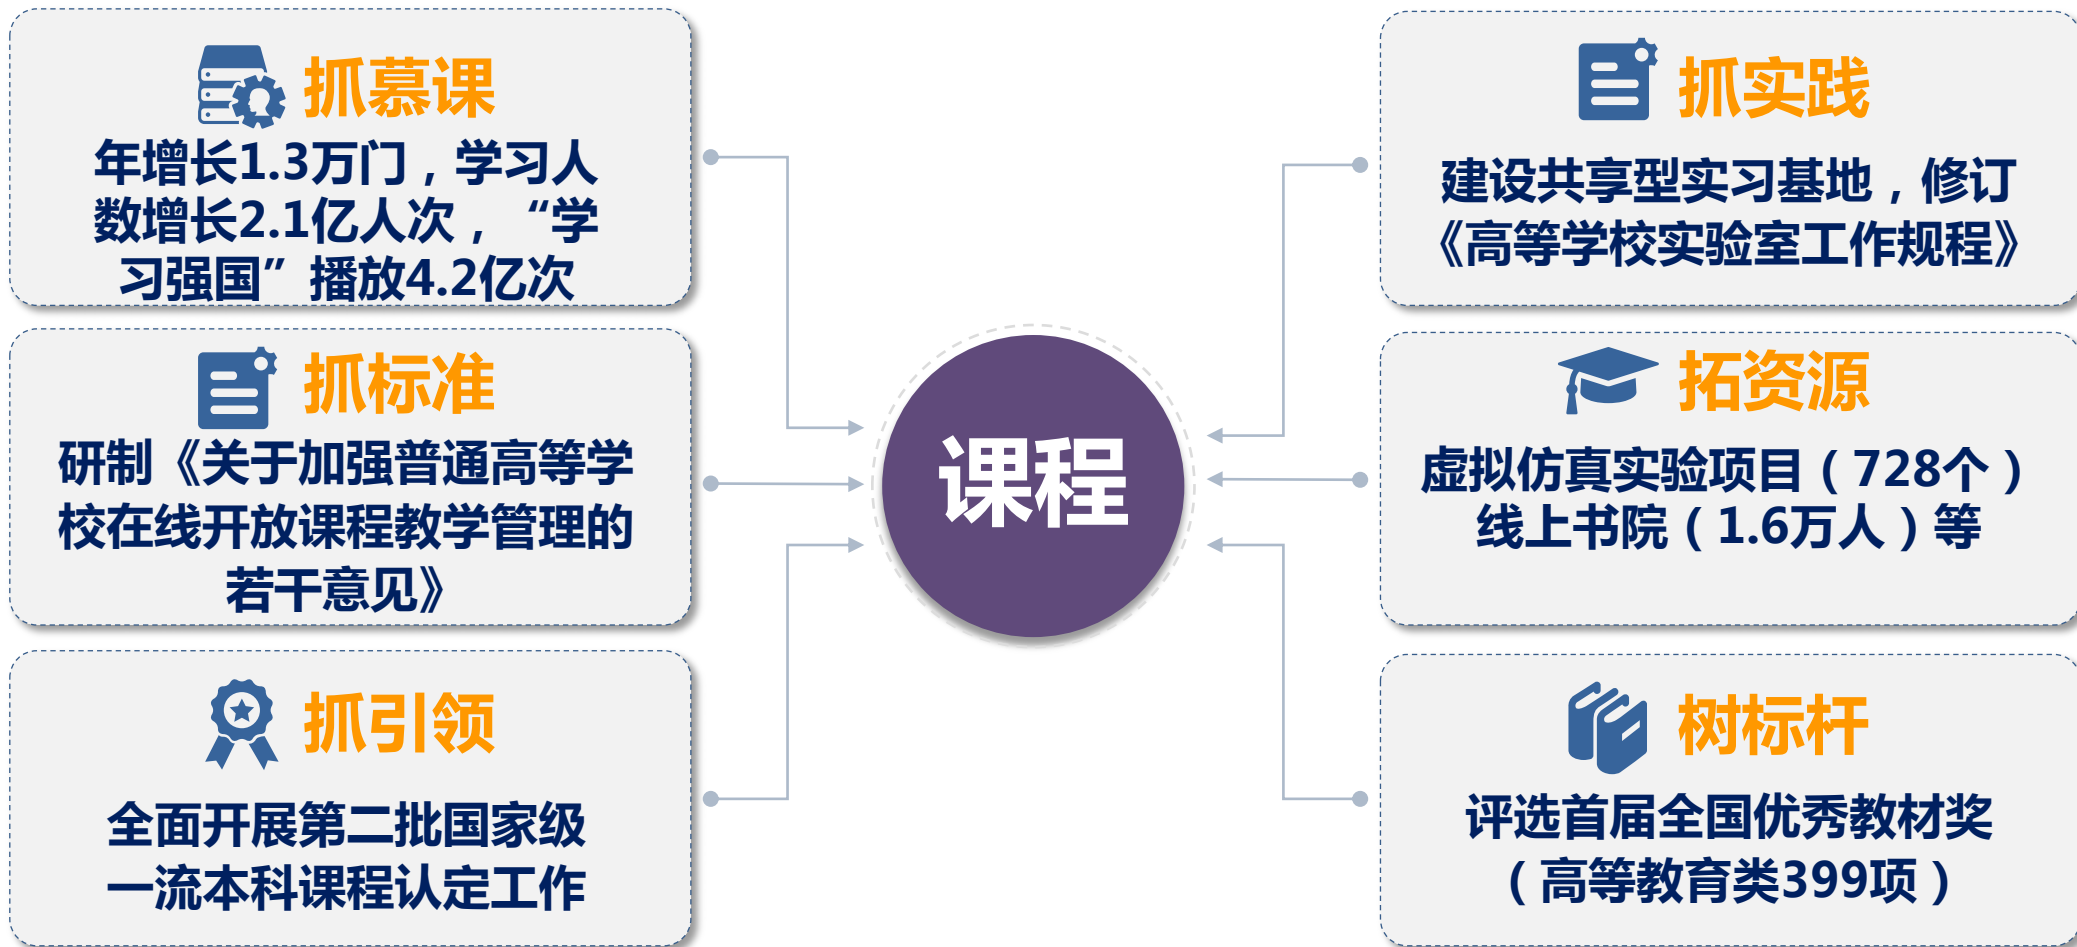 抓慕课
年增长1.3万门，学习人
数增长2.1亿人次，“学
习强国”播放4.2亿次
抓标准
研制《关于加强普通高等学
校在线开放课程教学管理的
若干意见》
抓引领
全面开展第二批国家级
一流本科课程认定工作
课程
抓实践
建设共享型实习基地，修订
《高等学校实验室工作规程》
拓资源
虚拟仿真实验项目（728个）
线上书院（1.6万人）等
树标杆
评选首届全国优秀教材奖
（高等教育类399项）